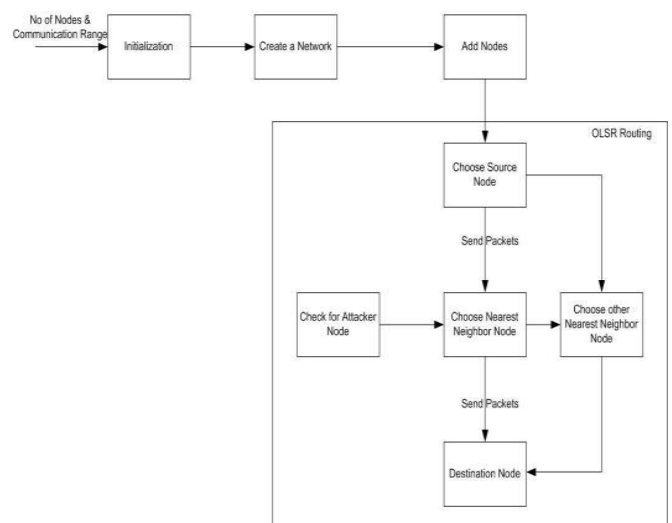 No of Nodes &
Communication Range
Initialization
Create a Network
Add Nodes
OLSR Routing
Choose Source
Node
Send Packets
Check for Attacker
Node
Choose Nearest
Neighbor Node
Choose other
Nearest Neighbor
Node
Send Packets
Destination Node